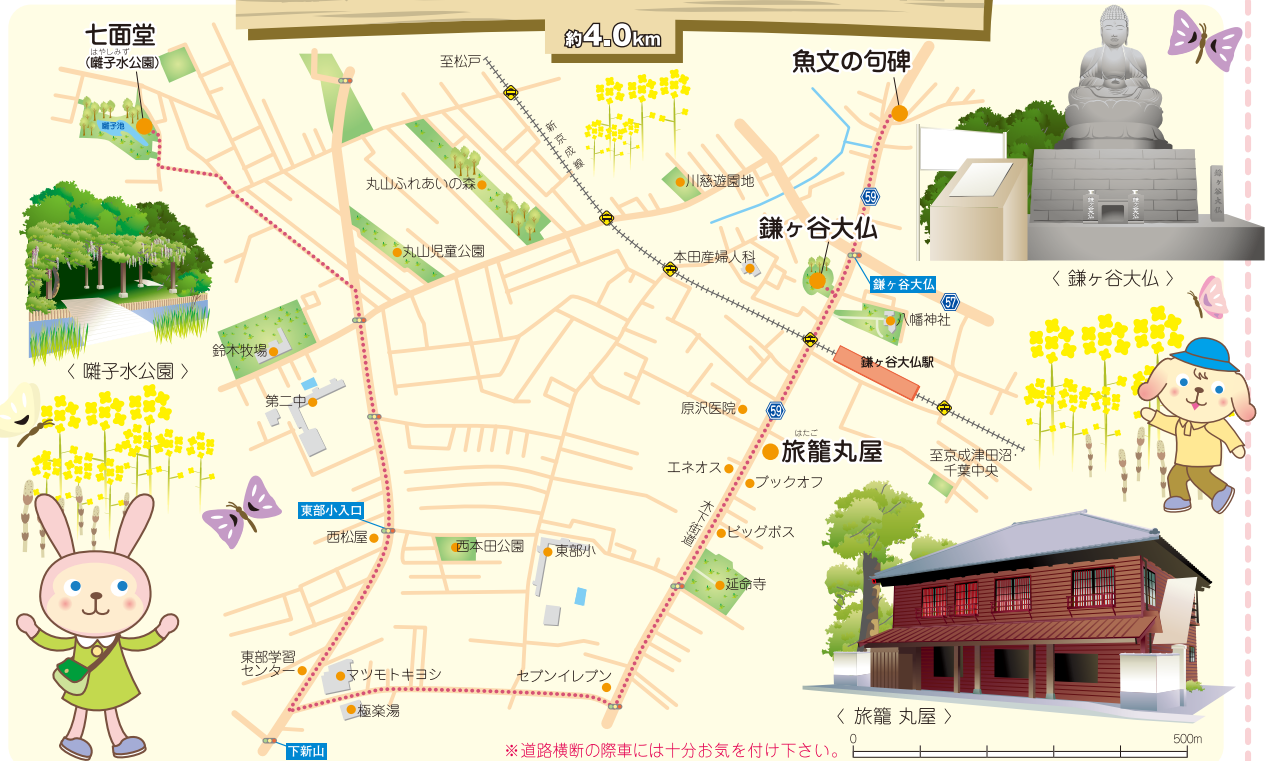 約4.0km
七面堂
はやしみず
（囃子水公園）
囃子池
至松戸
新京成線
魚文の句碑
丸山ふれあいの森
川慈遊園地
59
鎌ヶ谷大仏
鎌ヶ谷大仏
丸山児童公園
本田産婦人科
鎌ヶ谷大仏
57
〈 鎌ヶ谷大仏 〉
八幡神社
鈴木牧場
鎌ヶ谷大仏駅
〈 囃子水公園 〉
第二中
原沢医院
59
はたご
旅籠丸屋
至京成津田沼・
千葉中央
エネオス
ブックオフ
木下街道
東部小入口
西松屋
西本田公園
東部小
ビッグボス
延命寺
東部学習
センター
マツモトキヨシ
セブンイレブン
極楽湯
〈 旅籠 丸屋 〉
下新山
※道路横断の際車には十分お気を付け下さい。
0
500m